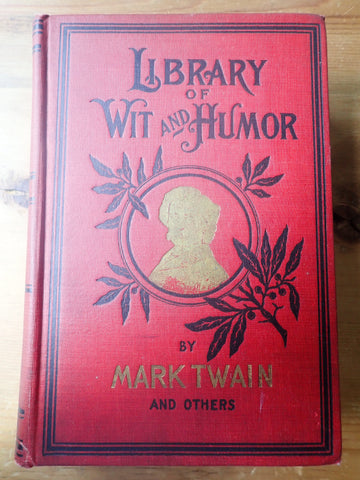 LIBRARY
OF
WIT AND HUMOR
BY
MARK TWAIN
AND OTHERS